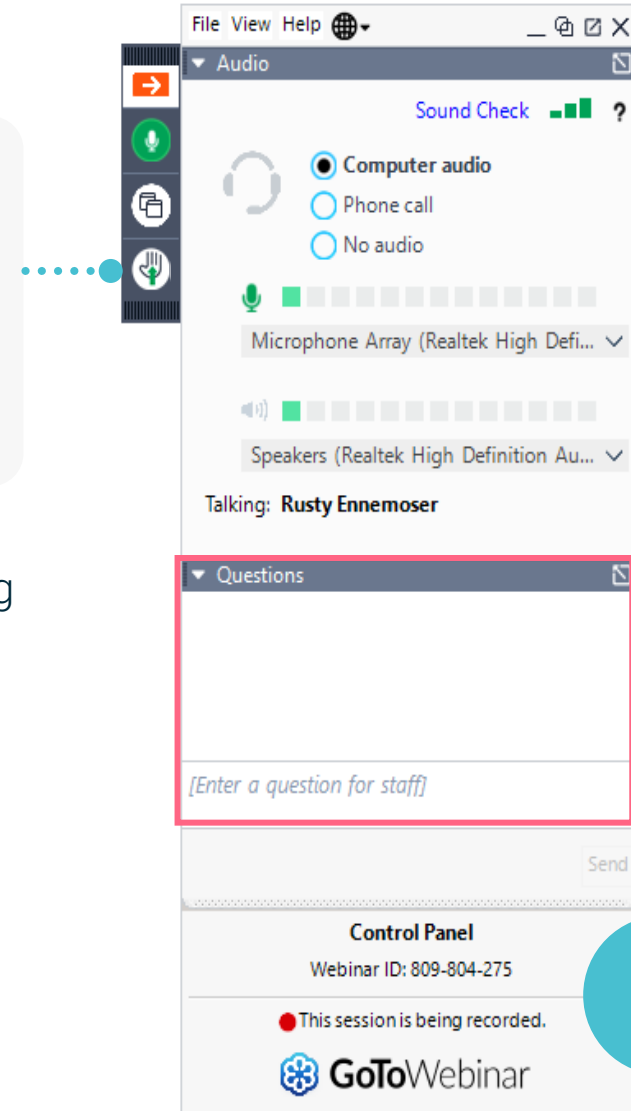 File View Help
Audio
Sound Check ?
Computer audio
Phone call
No audio
Microphone Array (Realtek High Defi...
Speakers (Realtek High Definition Au...
Talking: Rusty Ennemoser
Questions
g
[Enter a question for staff]
Send
Control Panel
Webinar ID: 809-804-275
This session is being recorded.
GoToWebinar